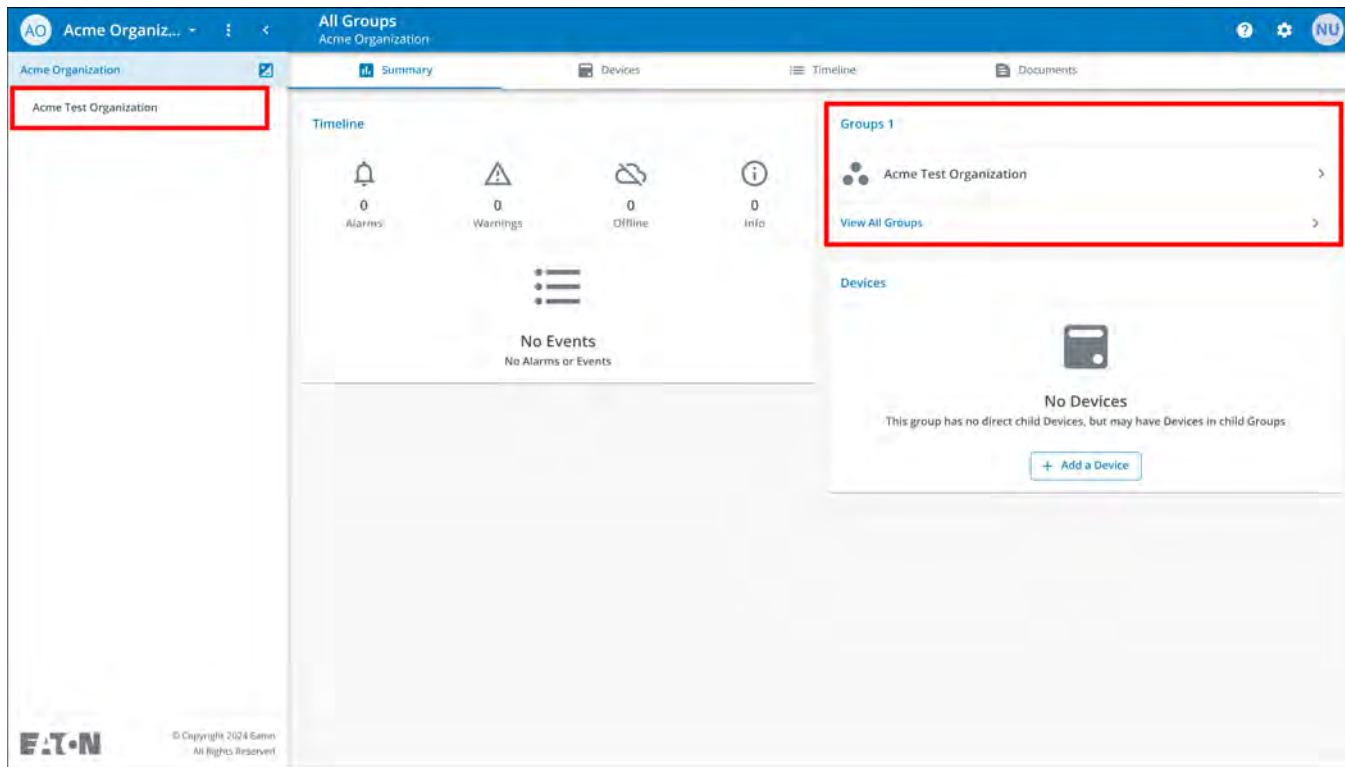 AO Acme Organiz...
All Groups
Acme Organization
NU
Acme Organization
Acme Test Organization
Summary
Devices
Timeline
Documents
Timeline
0
Alarms
0
Warnings
0
Offline
0
Info
No Events
No Alarms or Events
Groups 1
Acme Test Organization
View All Groups
Devices
No Devices
This group has no direct child Devices, but may have Devices in child Groups
+ Add a Device
EATON
© Copyright 2024 Eaton
All Rights Reserved